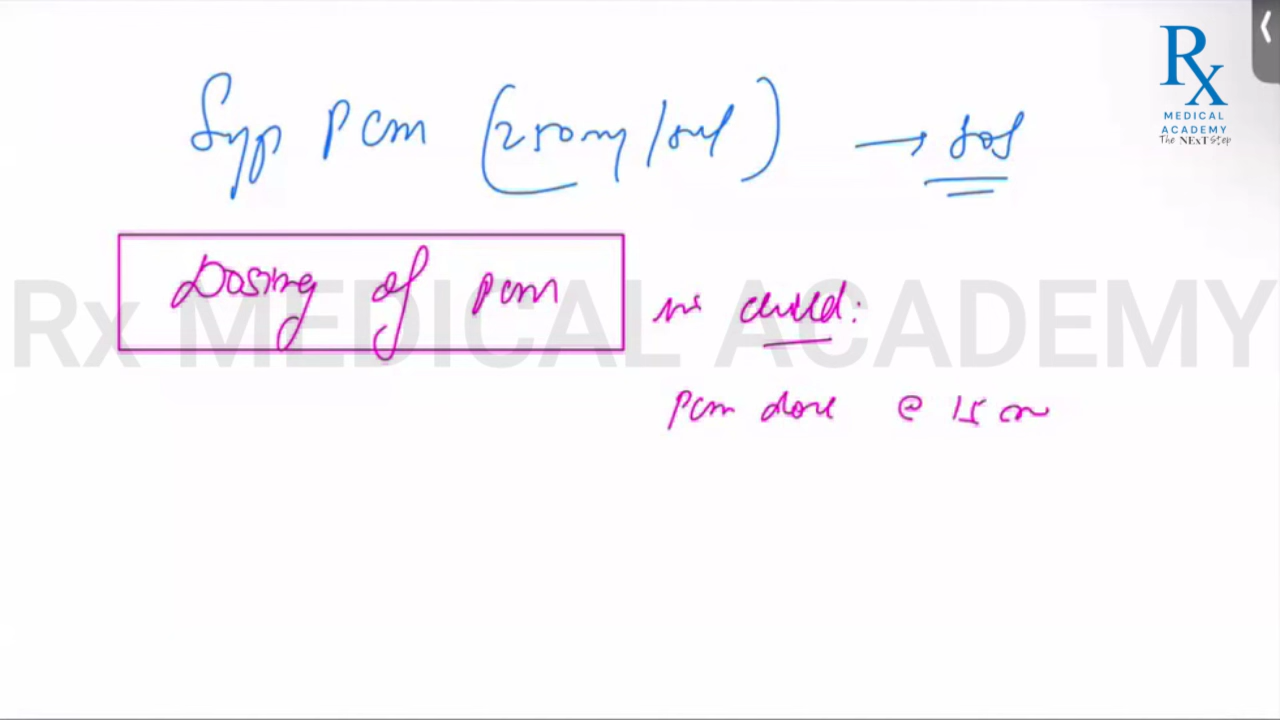 Rx
MEDICAL
ACADEMY
The NExT Step
Syp PCM (250mg/5ml) → SOS
Dosing of pcm in child:
Rx MEDICAL ACADEMY
pcm dose @ 15 m